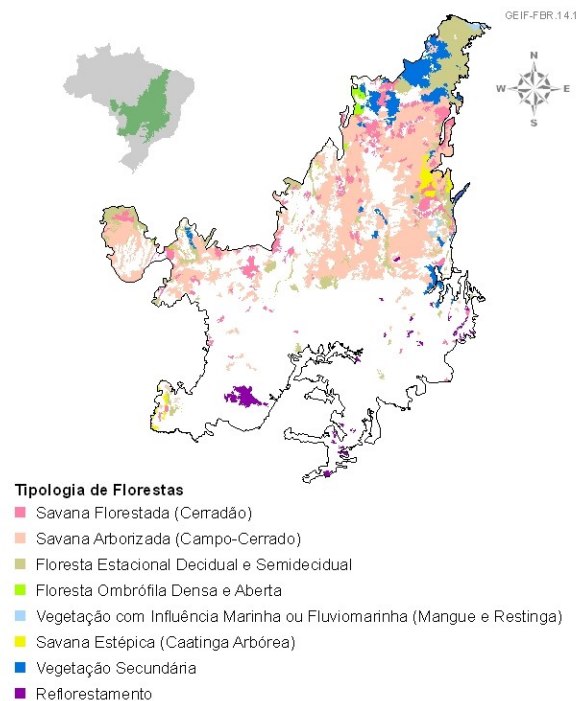 GEIF-FBR.14.1
N
W
E
S
Tipologia de Florestas
Savana Florestada (Cerradão)
Savana Arborizada (Campo-Cerrado)
Floresta Estacional Decidual e Semidecidual
Floresta Ombrófila Densa e Aberta
Vegetação com Influência Marinha ou Fluviomarinha (Mangue e Restinga)
Savana Estépica (Caatinga Arbórea)
Vegetação Secundária
Reflorestamento